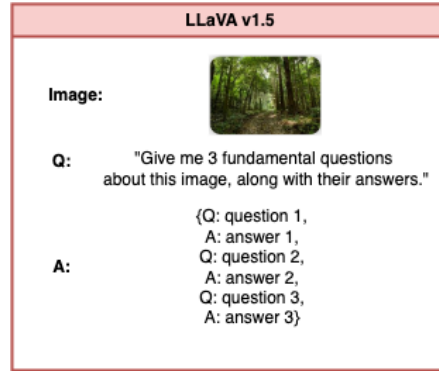 LLaVA v1.5
Image:
Q: "Give me 3 fundamental questions
about this image, along with their answers."
A: {Q: question 1,
A: answer 1,
Q: question 2,
A: answer 2,
Q: question 3,
A: answer 3}